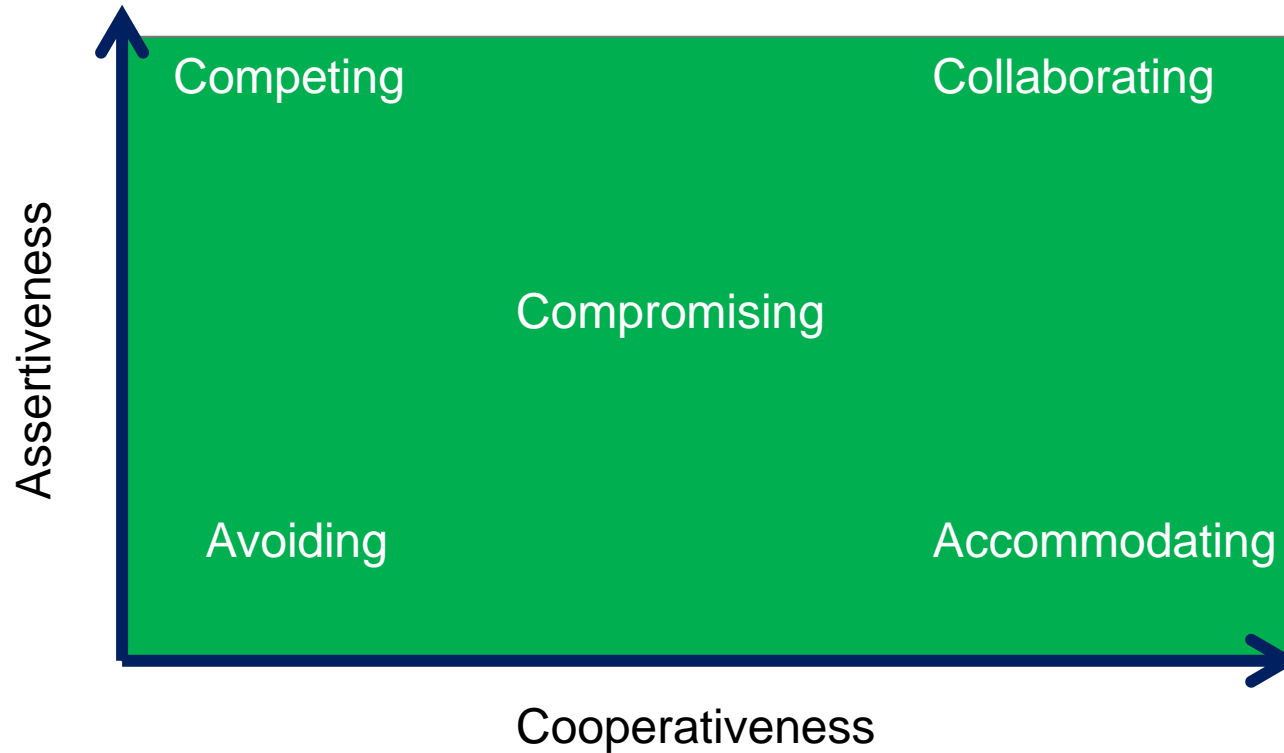 Competing
Collaborating
Assertiveness
Compromising
Avoiding
Accommodating
Cooperativeness